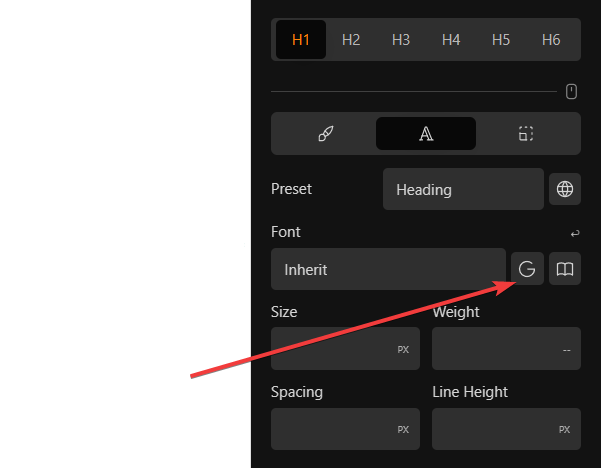 H1 H2 H3 H4 H5 H6
Preset Heading
Font
Inherit
Size Weight
PX --
Spacing Line Height
PX PX